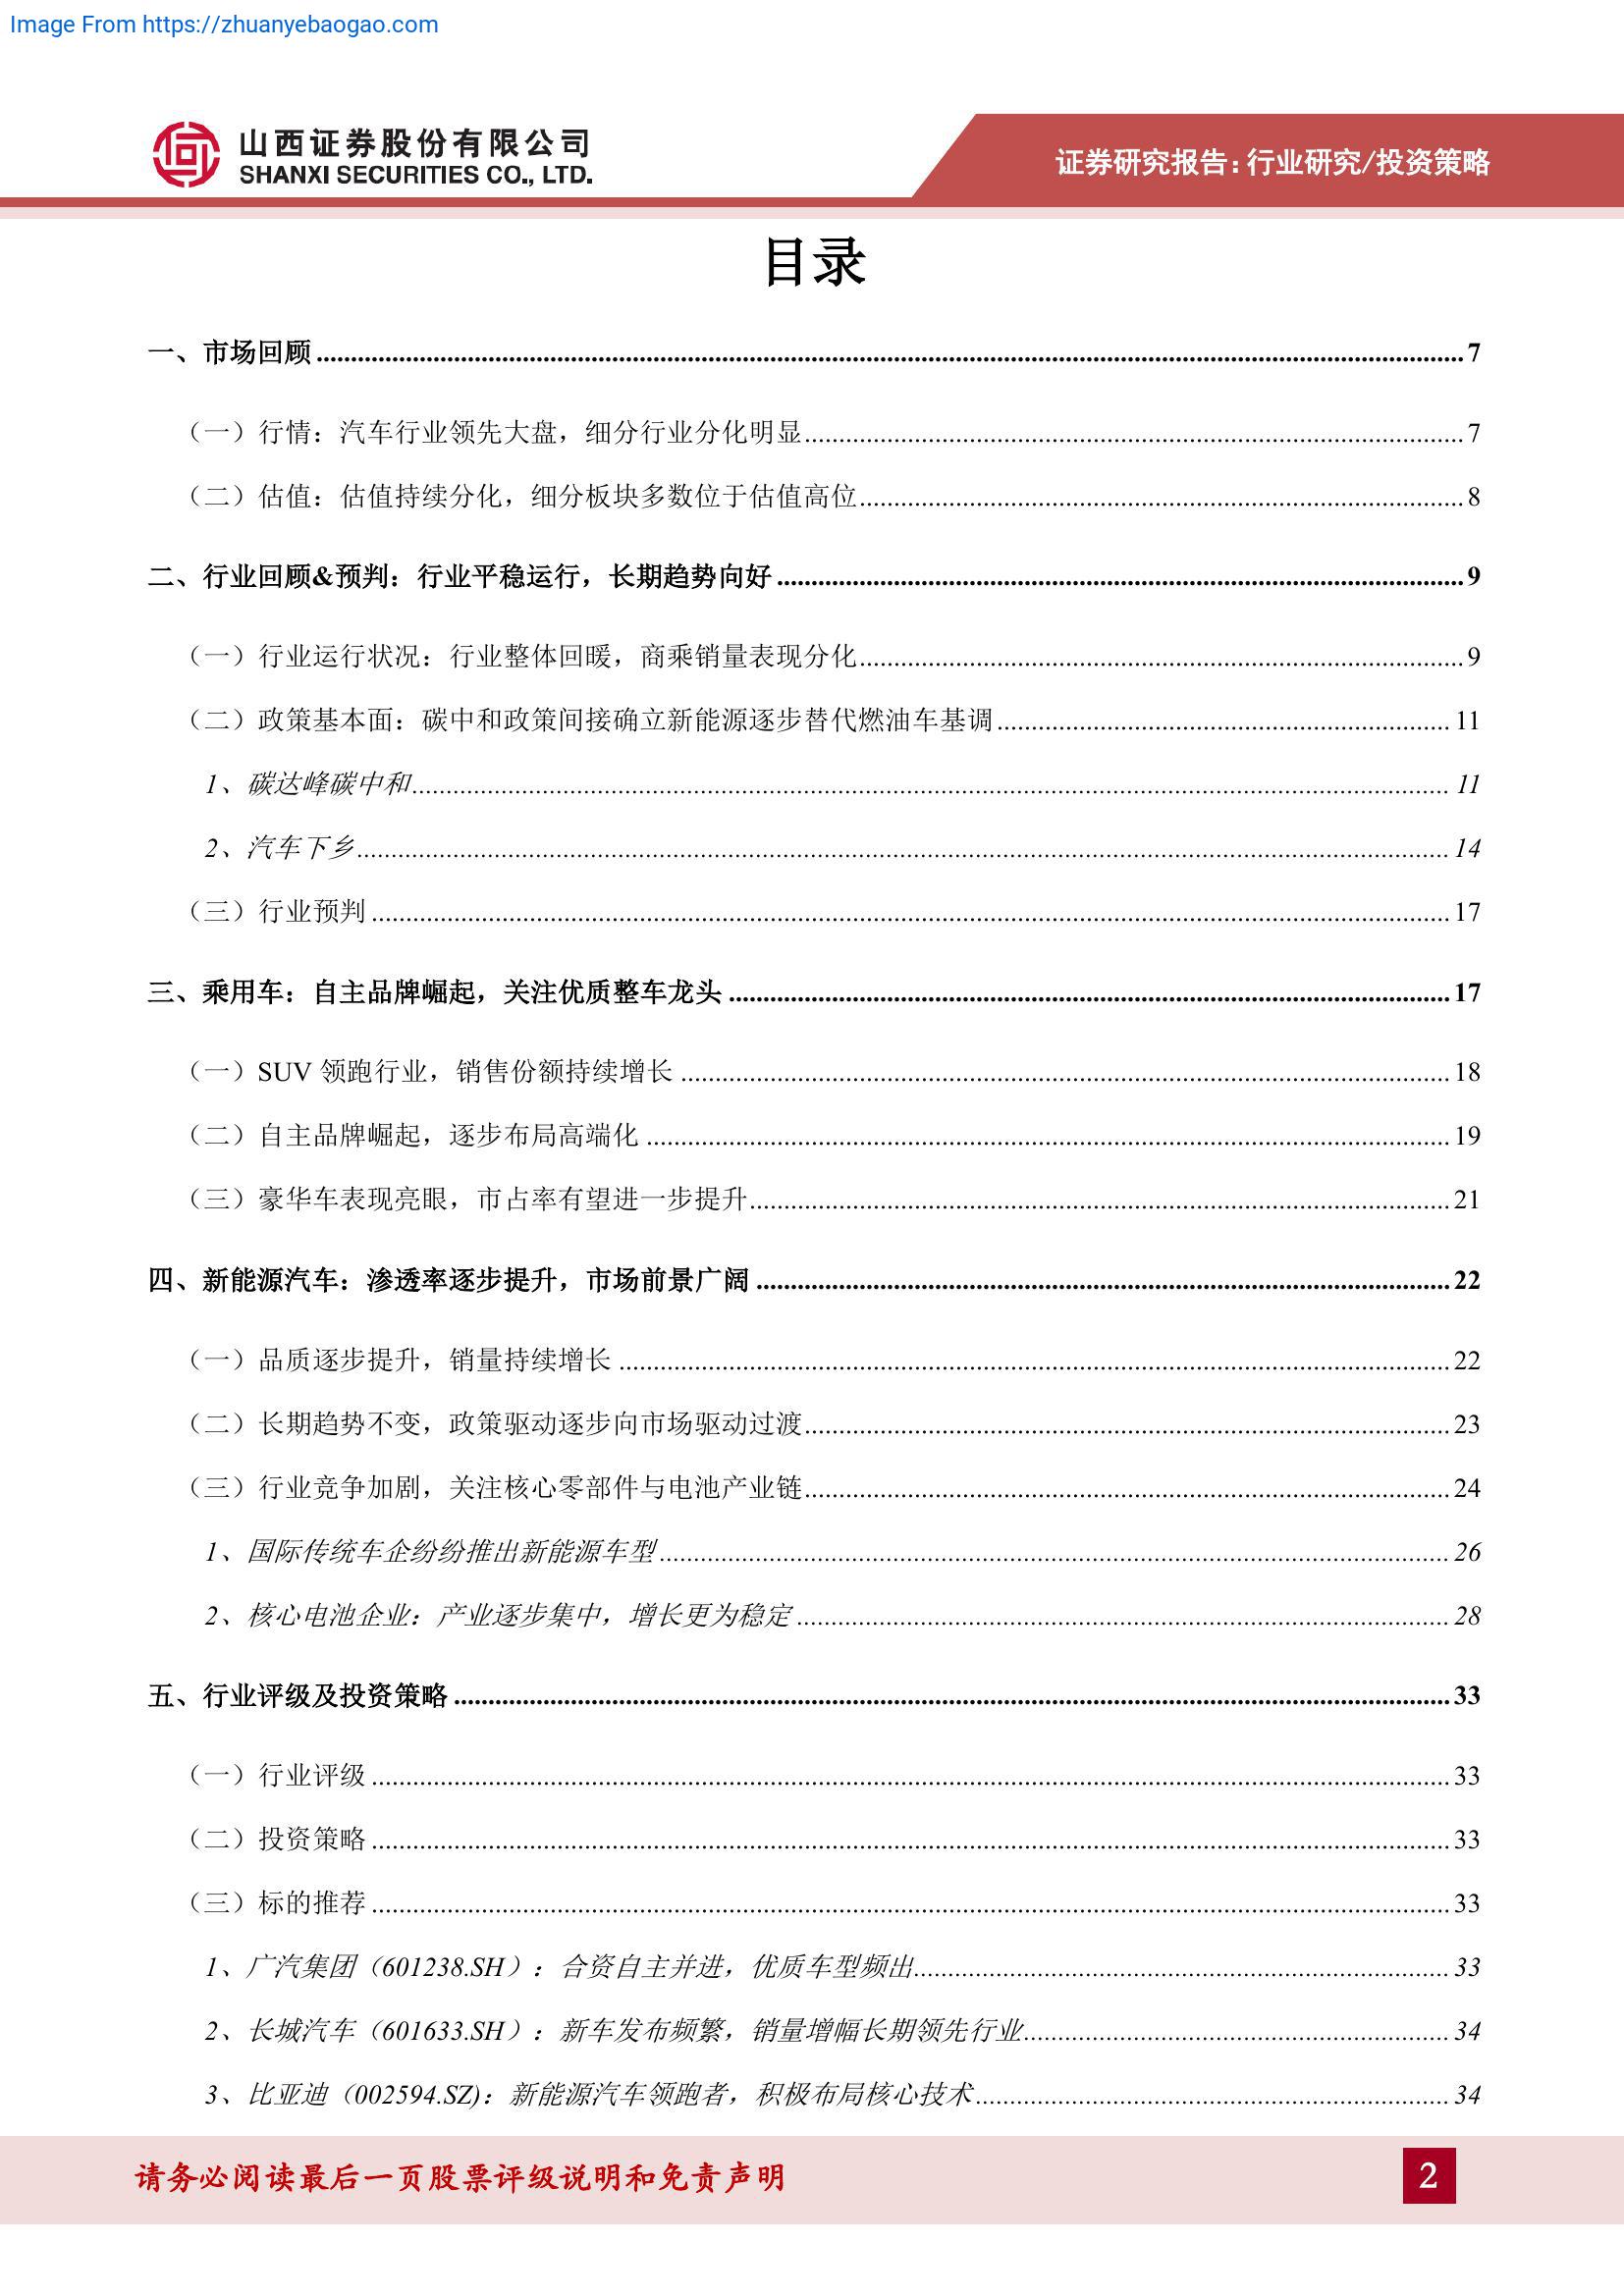 Image From https://zhuanyebaogao.com
山西证券股份有限公司
SHANXI SECURITIES CO., LTD.
证券研究报告:行业研究/投资策略
目录
一、市场回顾 7
（一）行情：汽车行业领先大盘，细分行业分化明显 7
（二）估值：估值持续分化，细分板块多数位于估值高位 8
二、行业回顾&预判：行业平稳运行，长期趋势向好 9
（一）行业运行状况：行业整体回暖，商乘销量表现分化 9
（二）政策基本面：碳中和政策间接确立新能源逐步替代燃油车基调 11
1、碳达峰碳中和 11
2、汽车下乡 14
（三）行业预判 17
三、乘用车：自主品牌崛起，关注优质整车龙头 17
（一）SUV 领跑行业，销售份额持续增长 18
（二）自主品牌崛起，逐步布局高端化 19
（三）豪华车表现亮眼，市占率有望进一步提升 21
四、新能源汽车：渗透率逐步提升，市场前景广阔 22
（一）品质逐步提升，销量持续增长 22
（二）长期趋势不变，政策驱动逐步向市场驱动过渡 23
（三）行业竞争加剧，关注核心零部件与电池产业链 24
1、国际传统车企纷纷推出新能源车型 26
2、核心电池企业：产业逐步集中，增长更为稳定 28
五、行业评级及投资策略 33
（一）行业评级 33
（二）投资策略 33
（三）标的推荐 33
1、广汽集团（601238.SH）：合资自主并进，优质车型频出 33
2、长城汽车（601633.SH）：新车发布频繁，销量增幅长期领先行业 34
3、比亚迪（002594.SZ)：新能源汽车领跑者，积极布局核心技术 34
请务必阅读最后一页股票评级说明和免责声明
2